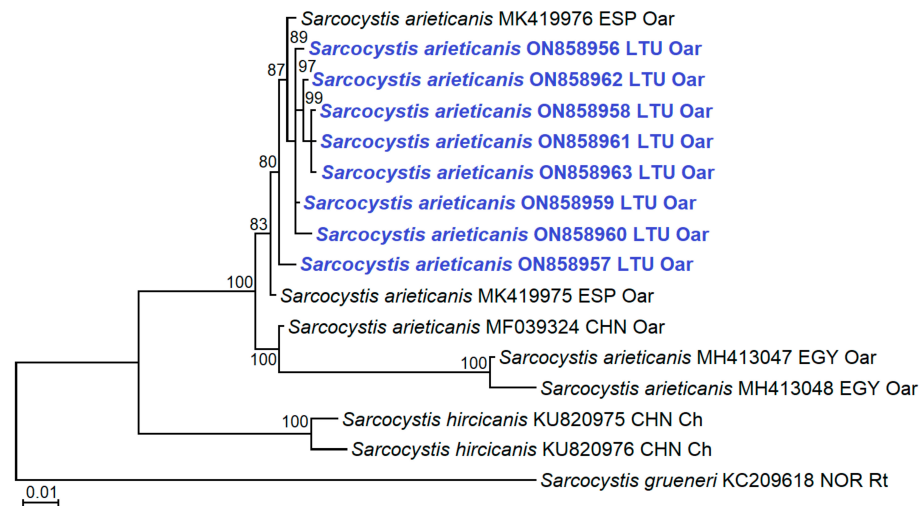 Sarcocystis arieticanis MK419976 ESP Oar
89
Sarcocystis arieticanis ON858956 LTU Oar
87
97
Sarcocystis arieticanis ON858962 LTU Oar
99
Sarcocystis arieticanis ON858958 LTU Oar
Sarcocystis arieticanis ON858961 LTU Oar
80
Sarcocystis arieticanis ON858963 LTU Oar
Sarcocystis arieticanis ON858959 LTU Oar
83
Sarcocystis arieticanis ON858960 LTU Oar
Sarcocystis arieticanis ON858957 LTU Oar
100
Sarcocystis arieticanis MK419975 ESP Oar
Sarcocystis arieticanis MF039324 CHN Oar
100
100
Sarcocystis arieticanis MH413047 EGY Oar
Sarcocystis arieticanis MH413048 EGY Oar
100
Sarcocystis hircicanis KU820975 CHN Ch
Sarcocystis hircicanis KU820976 CHN Ch
Sarcocystis grueneri KC209618 NOR Rt
0.01